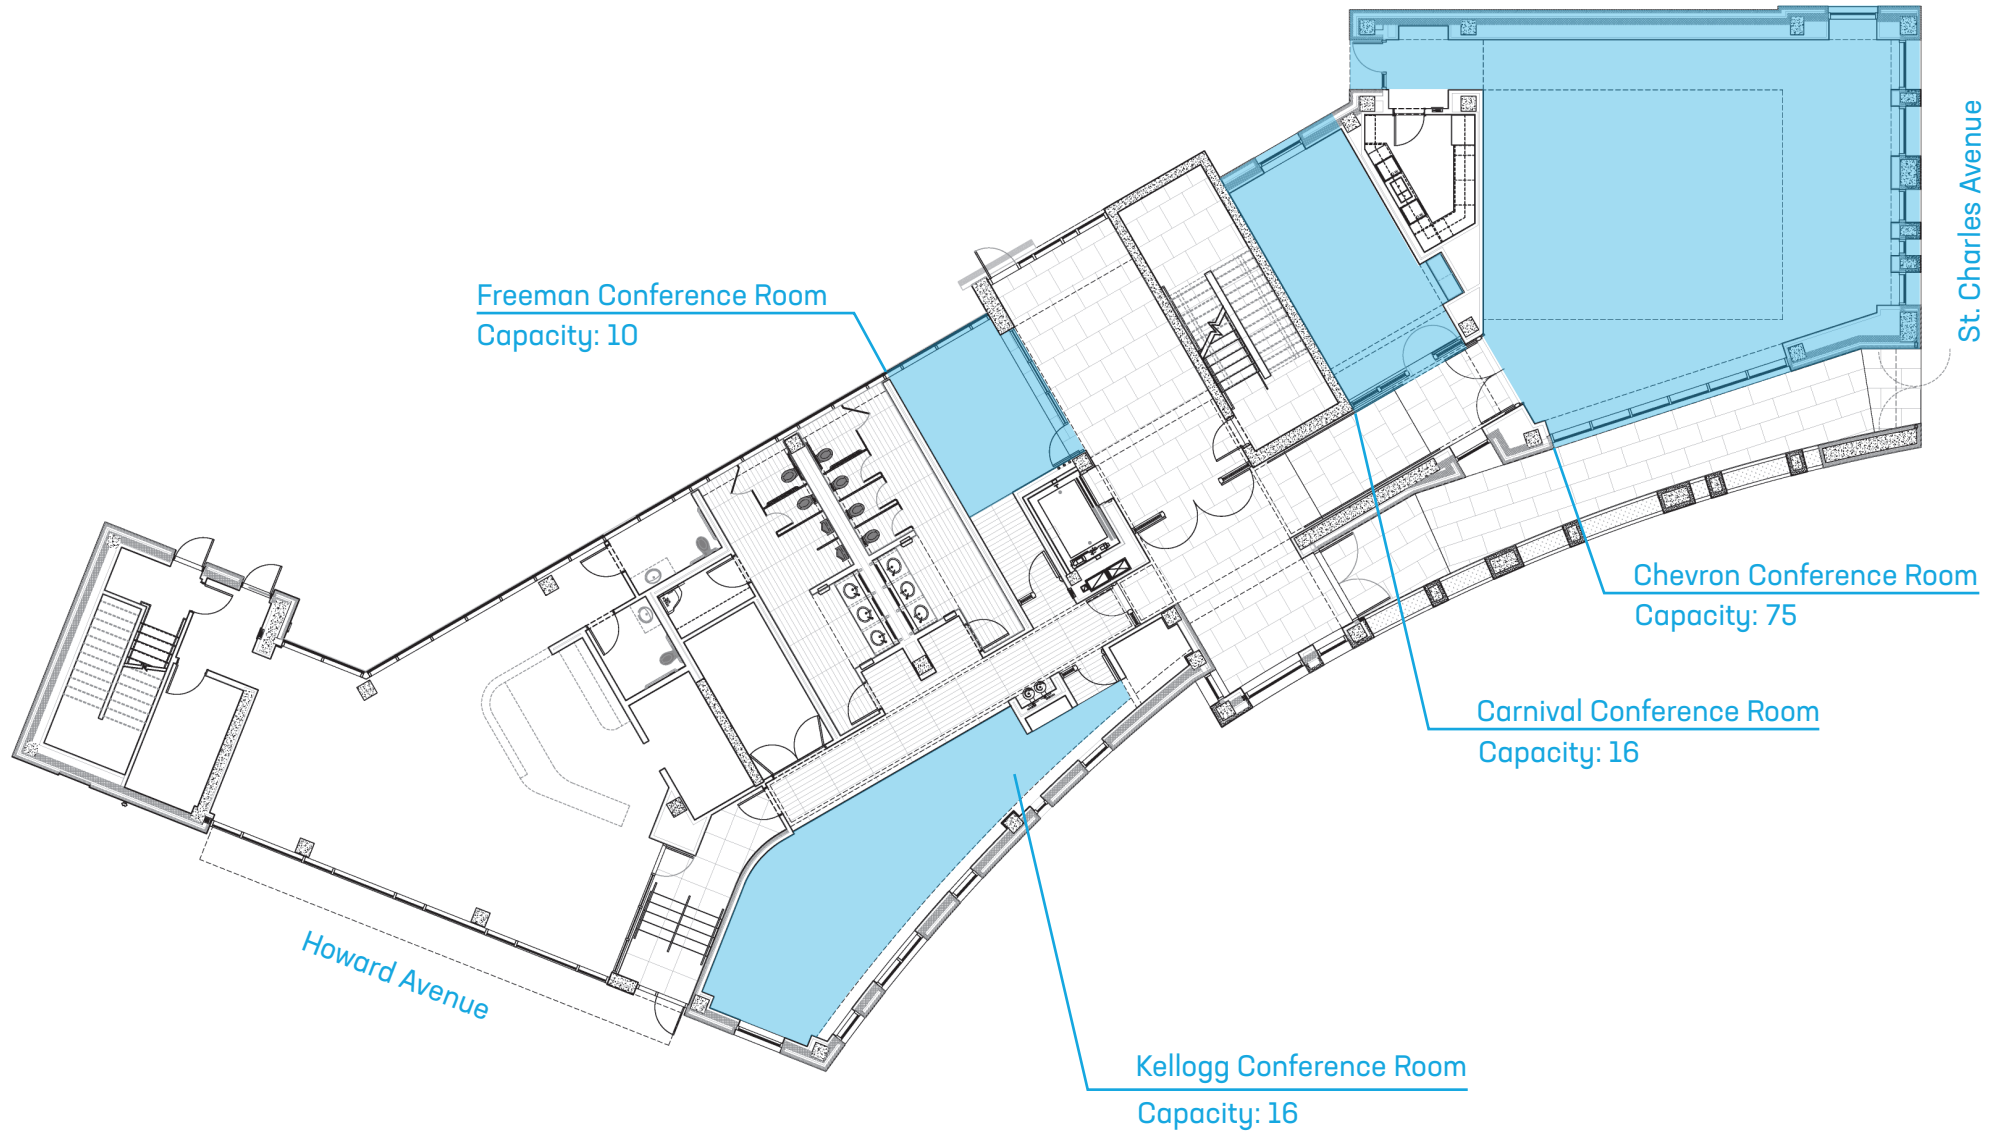 St. Charles Avenue
Freeman Conference Room
Capacity: 10
Chevron Conference Room
Capacity: 75
Carnival Conference Room
Capacity: 16
Howard Avenue
Kellogg Conference Room
Capacity: 16